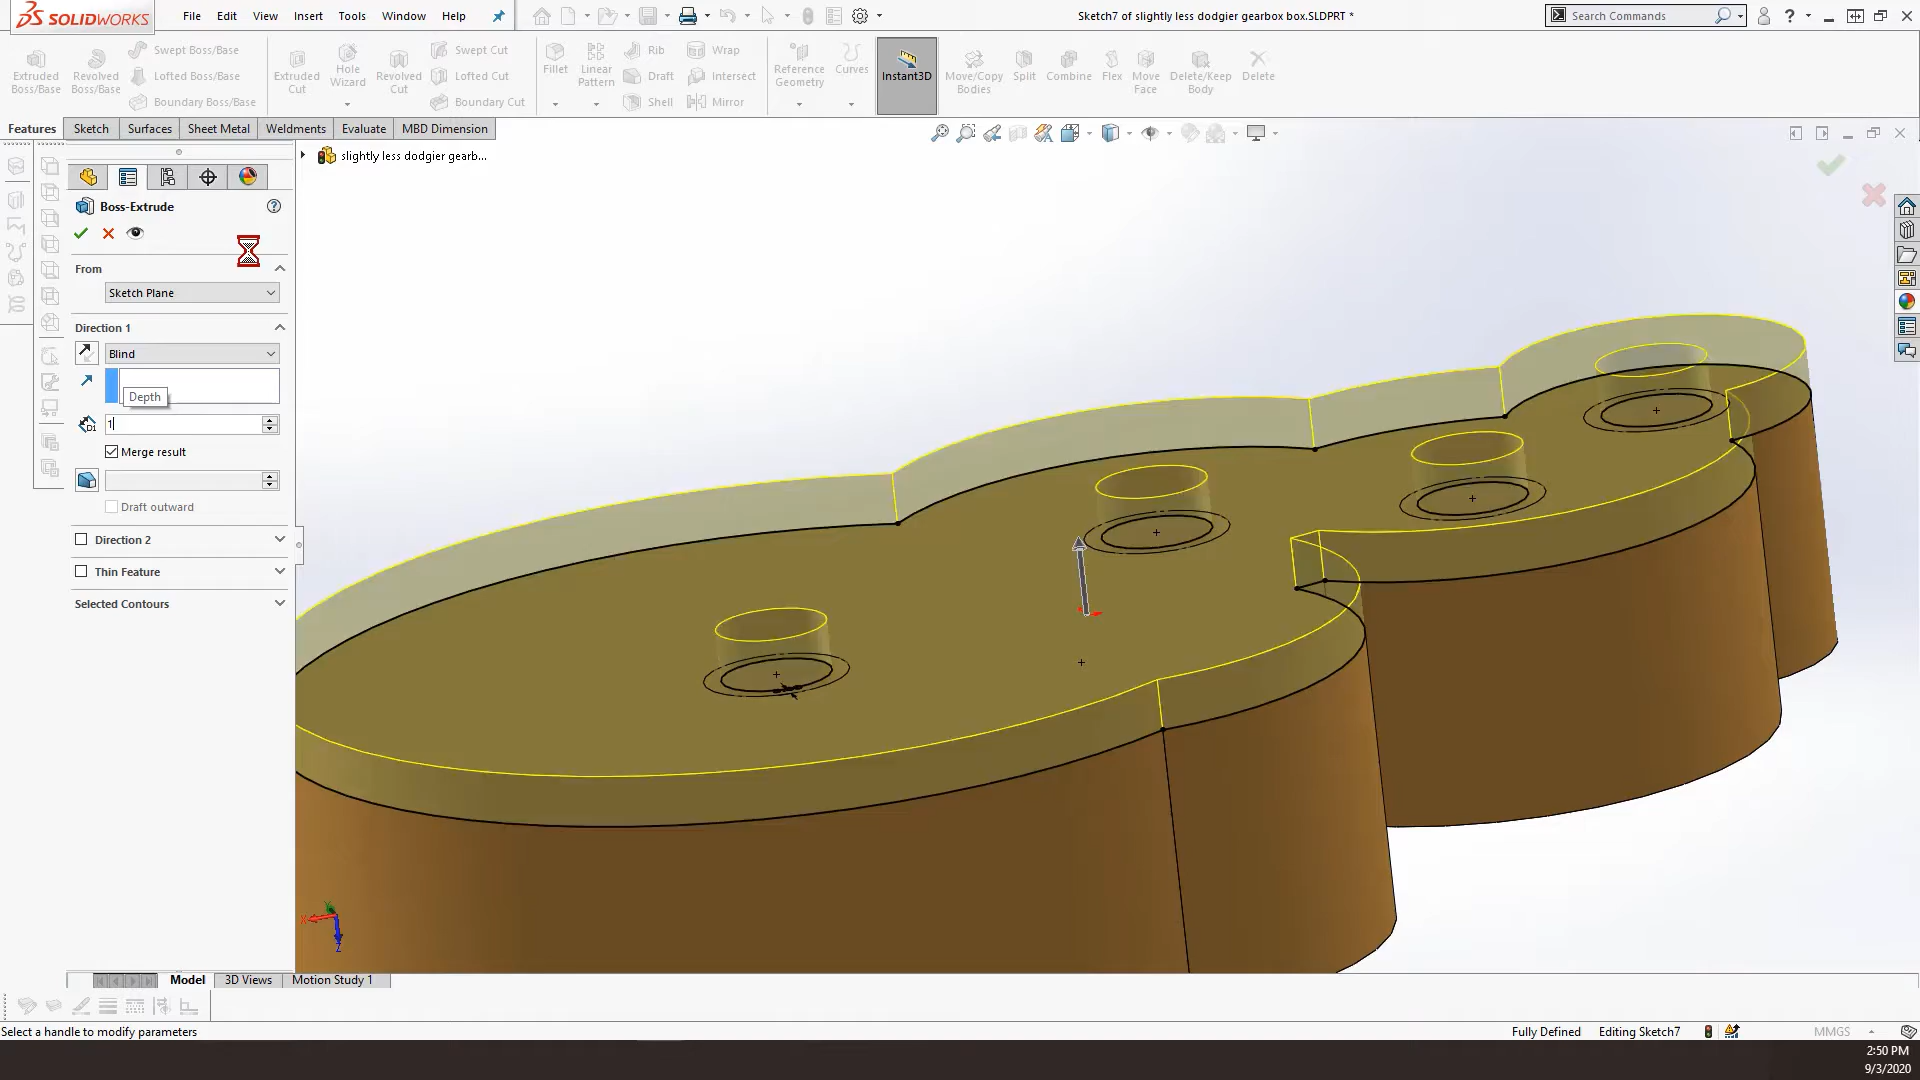 SOLIDWORKS
File Edit View Insert Tools Window Help
Sketch7 of slightly less dodgier gearbox box.SLDPRT *
Search Commands
Extruded Boss/Base
Revolved Boss/Base
Swept Boss/Base
Lofted Boss/Base
Boundary Boss/Base
Extruded Cut
Hole Wizard
Revolved Cut
Swept Cut
Lofted Cut
Boundary Cut
Fillet
Linear Pattern
Rib
Draft
Shell
Wrap
Intersect
Mirror
Reference Geometry
Curves
Instant3D
Move/Copy Bodies
Split
Combine
Flex
Move Face
Delete/Keep Body
Delete
Features Sketch Surfaces Sheet Metal Weldments Evaluate MBD Dimension
slightly less dodgier gearb...
Boss-Extrude
From
Sketch Plane
Direction 1
Blind
Depth
D1
1
Merge result
Draft outward
Direction 2
Thin Feature
Selected Contours
X
Y
Z
Model 3D Views Motion Study 1
Select a handle to modify parameters
Fully Defined Editing Sketch7 MMGS
2:50 PM
9/3/2020